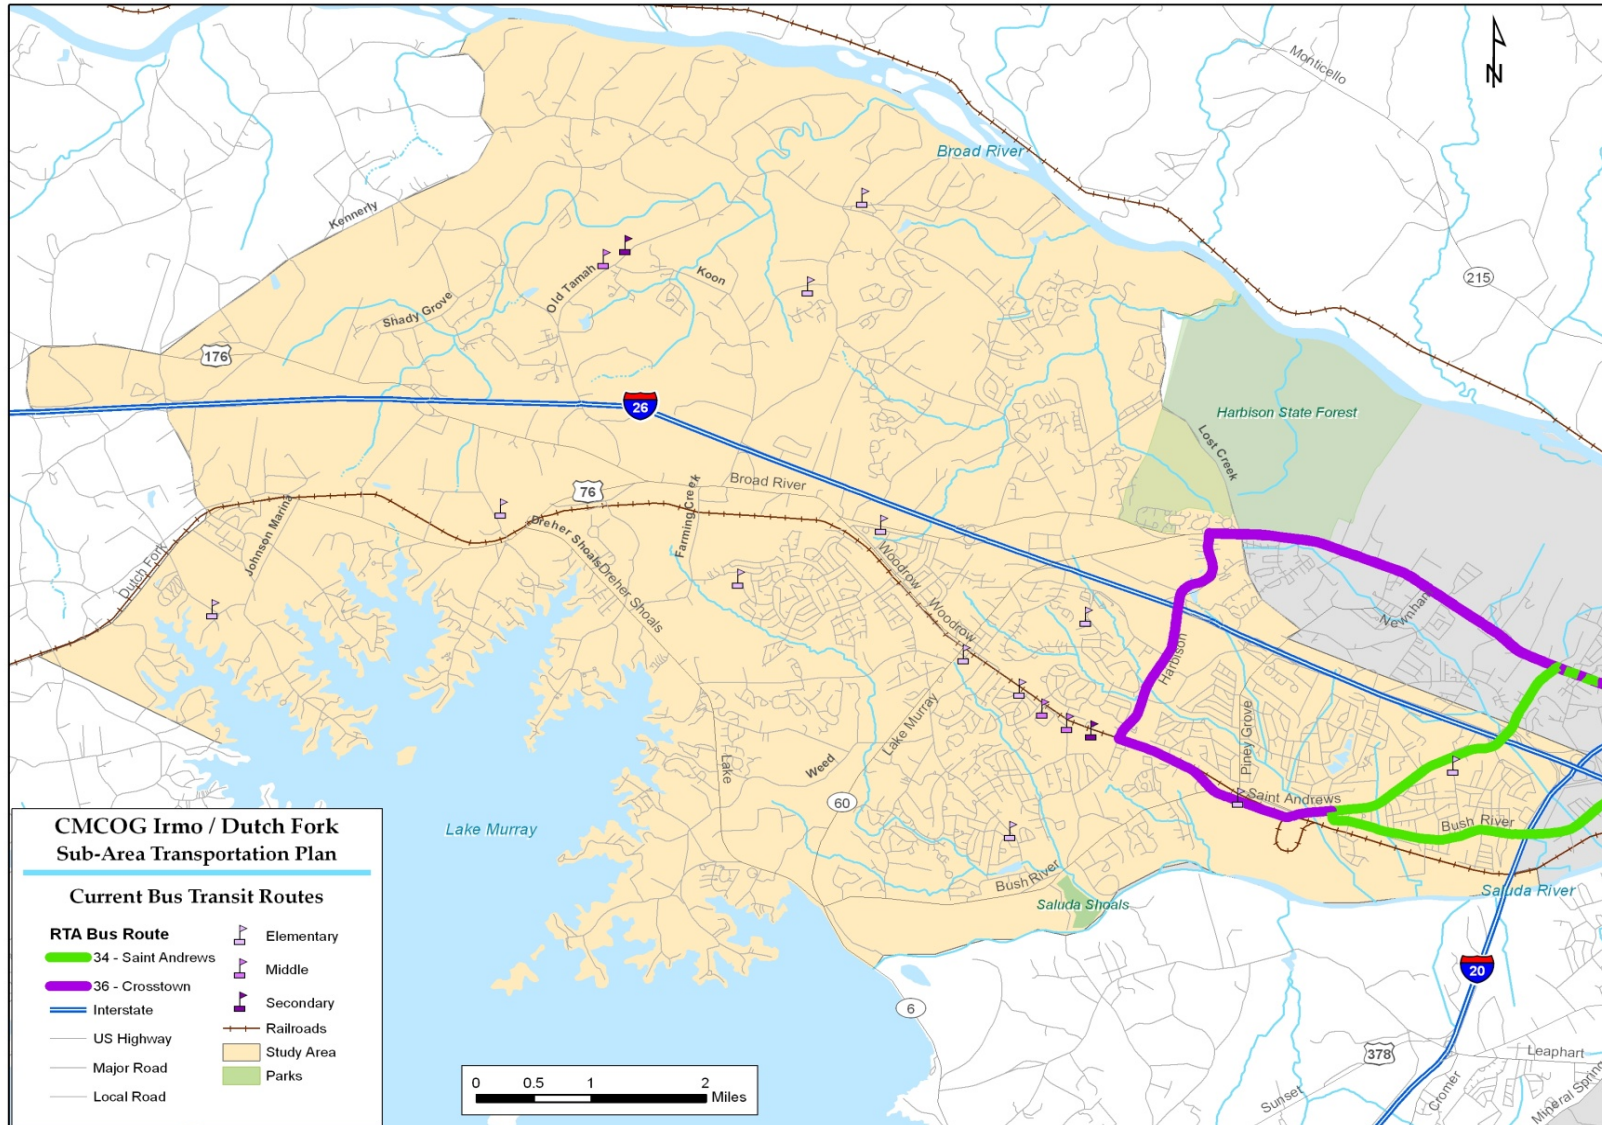 Monticello
N
Broad River
215
Kennerly
Old Tamah
Koon
Shady Grove
176
26
Harbison State Forest
Lost Creek
Broad River
76
Farming Creek
Johnson Marina
Dreher Shoals
Dreher Shoals
Dutch Fork
Woodrow
Woodrow
Newnham
Harbison
Lake Murray
Piney Grove
Weed
Lake
60
Saint Andrews
Bush River
Lake Murray
Bush River
Saluda Shoals
Saluda River
20
6
378
Leaphart
Sunset
Cromer
Mineral Spring
CMCOG Irmo / Dutch Fork
Sub-Area Transportation Plan
Current Bus Transit Routes
RTA Bus Route
34 - Saint Andrews
36 - Crosstown
Interstate
US Highway
Major Road
Local Road
Elementary
Middle
Secondary
Railroads
Study Area
Parks
0 0.5 1 2
Miles